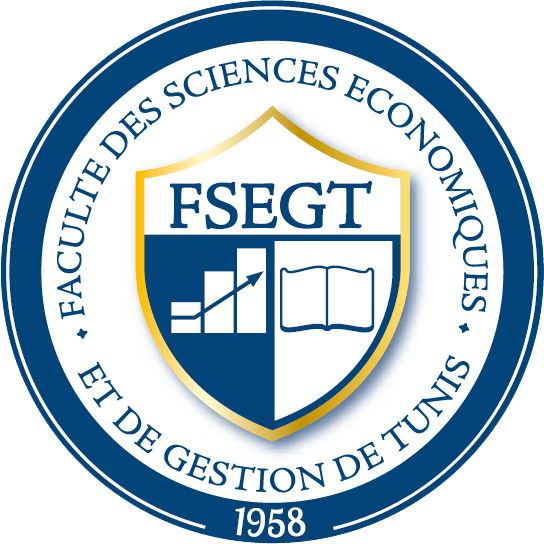 FACULTE DES SCIENCES ECONOMIQUES
FSEGT
ET DE GESTION DE TUNIS
1958